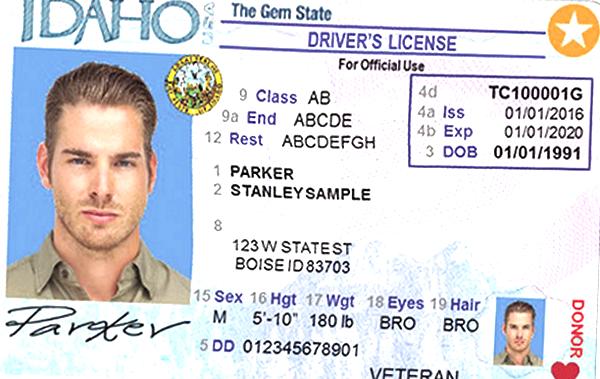 IDAHO USA
The Gem State
DRIVER'S LICENSE
For Official Use
9 Class AB
9a End ABCDE
12 Rest ABCDEFGH
4d TC100001G
4a Iss 01/01/2016
4b Exp 01/01/2020
3 DOB 01/01/1991
1 PARKER
2 STANLEY SAMPLE
8
123 W STATE ST
BOISE ID 83703
15 Sex 16 Hgt 17 Wgt 18 Eyes 19 Hair
M 5'-10" 180 lb BRO BRO
5 DD 012345678901
VETERAN
DONOR
Parker